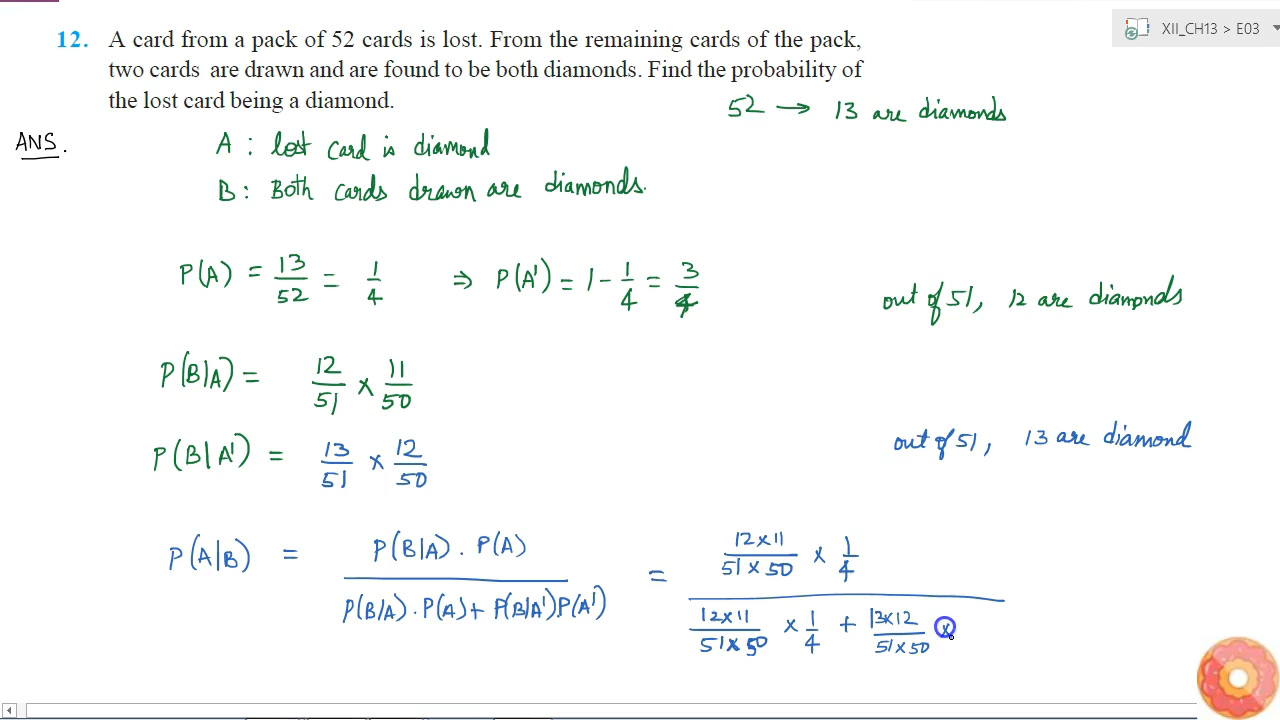 XII_CH13 > E03
12. A card from a pack of 52 cards is lost. From the remaining cards of the pack,
two cards are drawn and are found to be both diamonds. Find the probability of
the lost card being a diamond.
52 → 13 are diamonds
ANS.
A : lost card is diamond
B : Both cards drawn are diamonds.
P(A) = 13/52 = 1/4 ⇒ P(A') = 1 - 1/4 = 3/4
out of 51, 12 are diamonds
P(B|A) = 12/51 × 11/50
P(B|A') = 13/51 × 12/50
out of 51, 13 are diamond
P(A|B) = P(B|A) . P(A) / P(B|A) . P(A) + P(B|A') P(A') = 12×11/51×50 × 1/4 / 12×11/51×50 × 1/4 + 13×12/51×50 ×